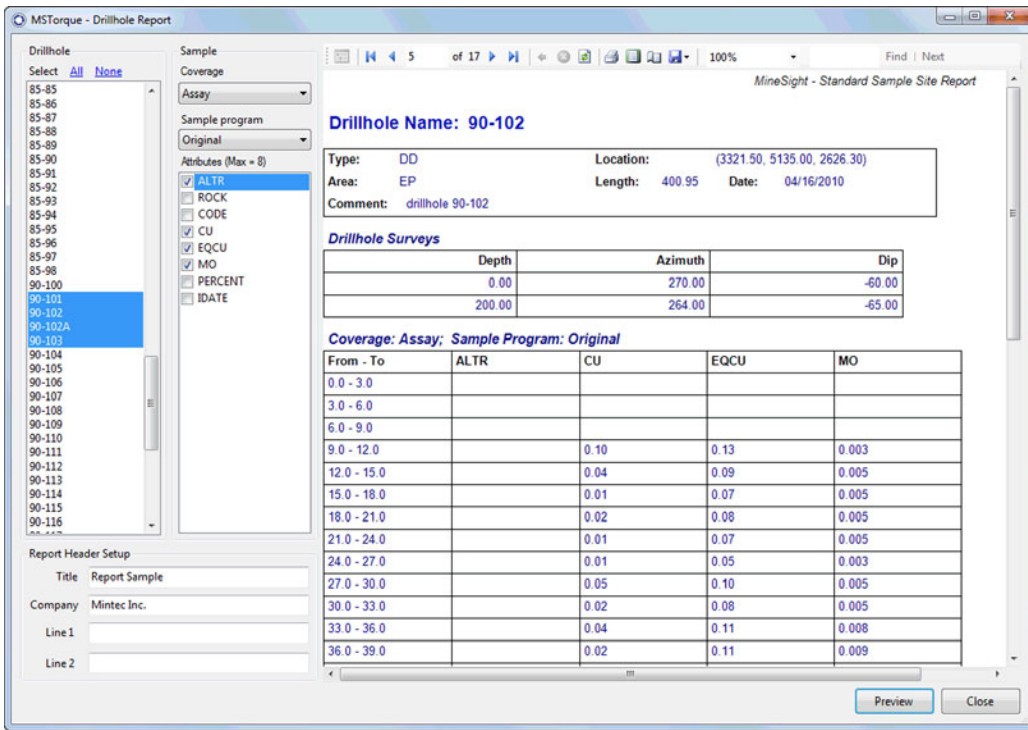 MSTorque - Drillhole Report
Drillhole
Select All None
85-85
85-86
85-87
85-88
85-89
85-90
85-91
85-92
85-93
85-94
85-95
85-96
85-97
85-98
90-100
90-101
90-102
90-102A
90-103
90-104
90-105
90-106
90-107
90-108
90-109
90-110
90-111
90-112
90-113
90-114
90-115
90-116
Sample
Coverage
Assay
Sample program
Original
Attributes (Max = 8)
ALTR
ROCK
CODE
CU
EQCU
MO
PERCENT
IDATE
Report Header Setup
Title Report Sample
Company Mintec Inc.
Line 1
Line 2
5 of 17 100% Find | Next
MineSight - Standard Sample Site Report
Drillhole Name: 90-102
Type: DD Location: (3321.50, 5135.00, 2626.30)
Area: EP Length: 400.95 Date: 04/16/2010
Comment: drillhole 90-102
Drillhole Surveys
Depth Azimuth Dip
0.00 270.00 -60.00
200.00 264.00 -65.00
Coverage: Assay; Sample Program: Original
From - To ALTR CU EQCU MO
0.0 - 3.0
3.0 - 6.0
6.0 - 9.0
9.0 - 12.0 0.10 0.13 0.003
12.0 - 15.0 0.04 0.09 0.005
15.0 - 18.0 0.01 0.07 0.005
18.0 - 21.0 0.02 0.08 0.005
21.0 - 24.0 0.01 0.07 0.005
24.0 - 27.0 0.01 0.05 0.003
27.0 - 30.0 0.05 0.10 0.005
30.0 - 33.0 0.02 0.08 0.005
33.0 - 36.0 0.04 0.11 0.008
36.0 - 39.0 0.02 0.11 0.009
Preview Close